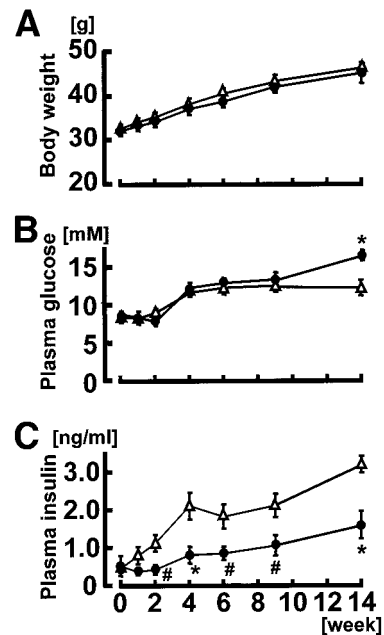 A [g]
50
40
30
20
Body weight
B [mM]
15
10
5
0
Plasma glucose
*
C [ng/ml]
3.0
2.0
1.0
0
Plasma insulin
# * # # *
0 2 4 6 8 10 12 14
[week]